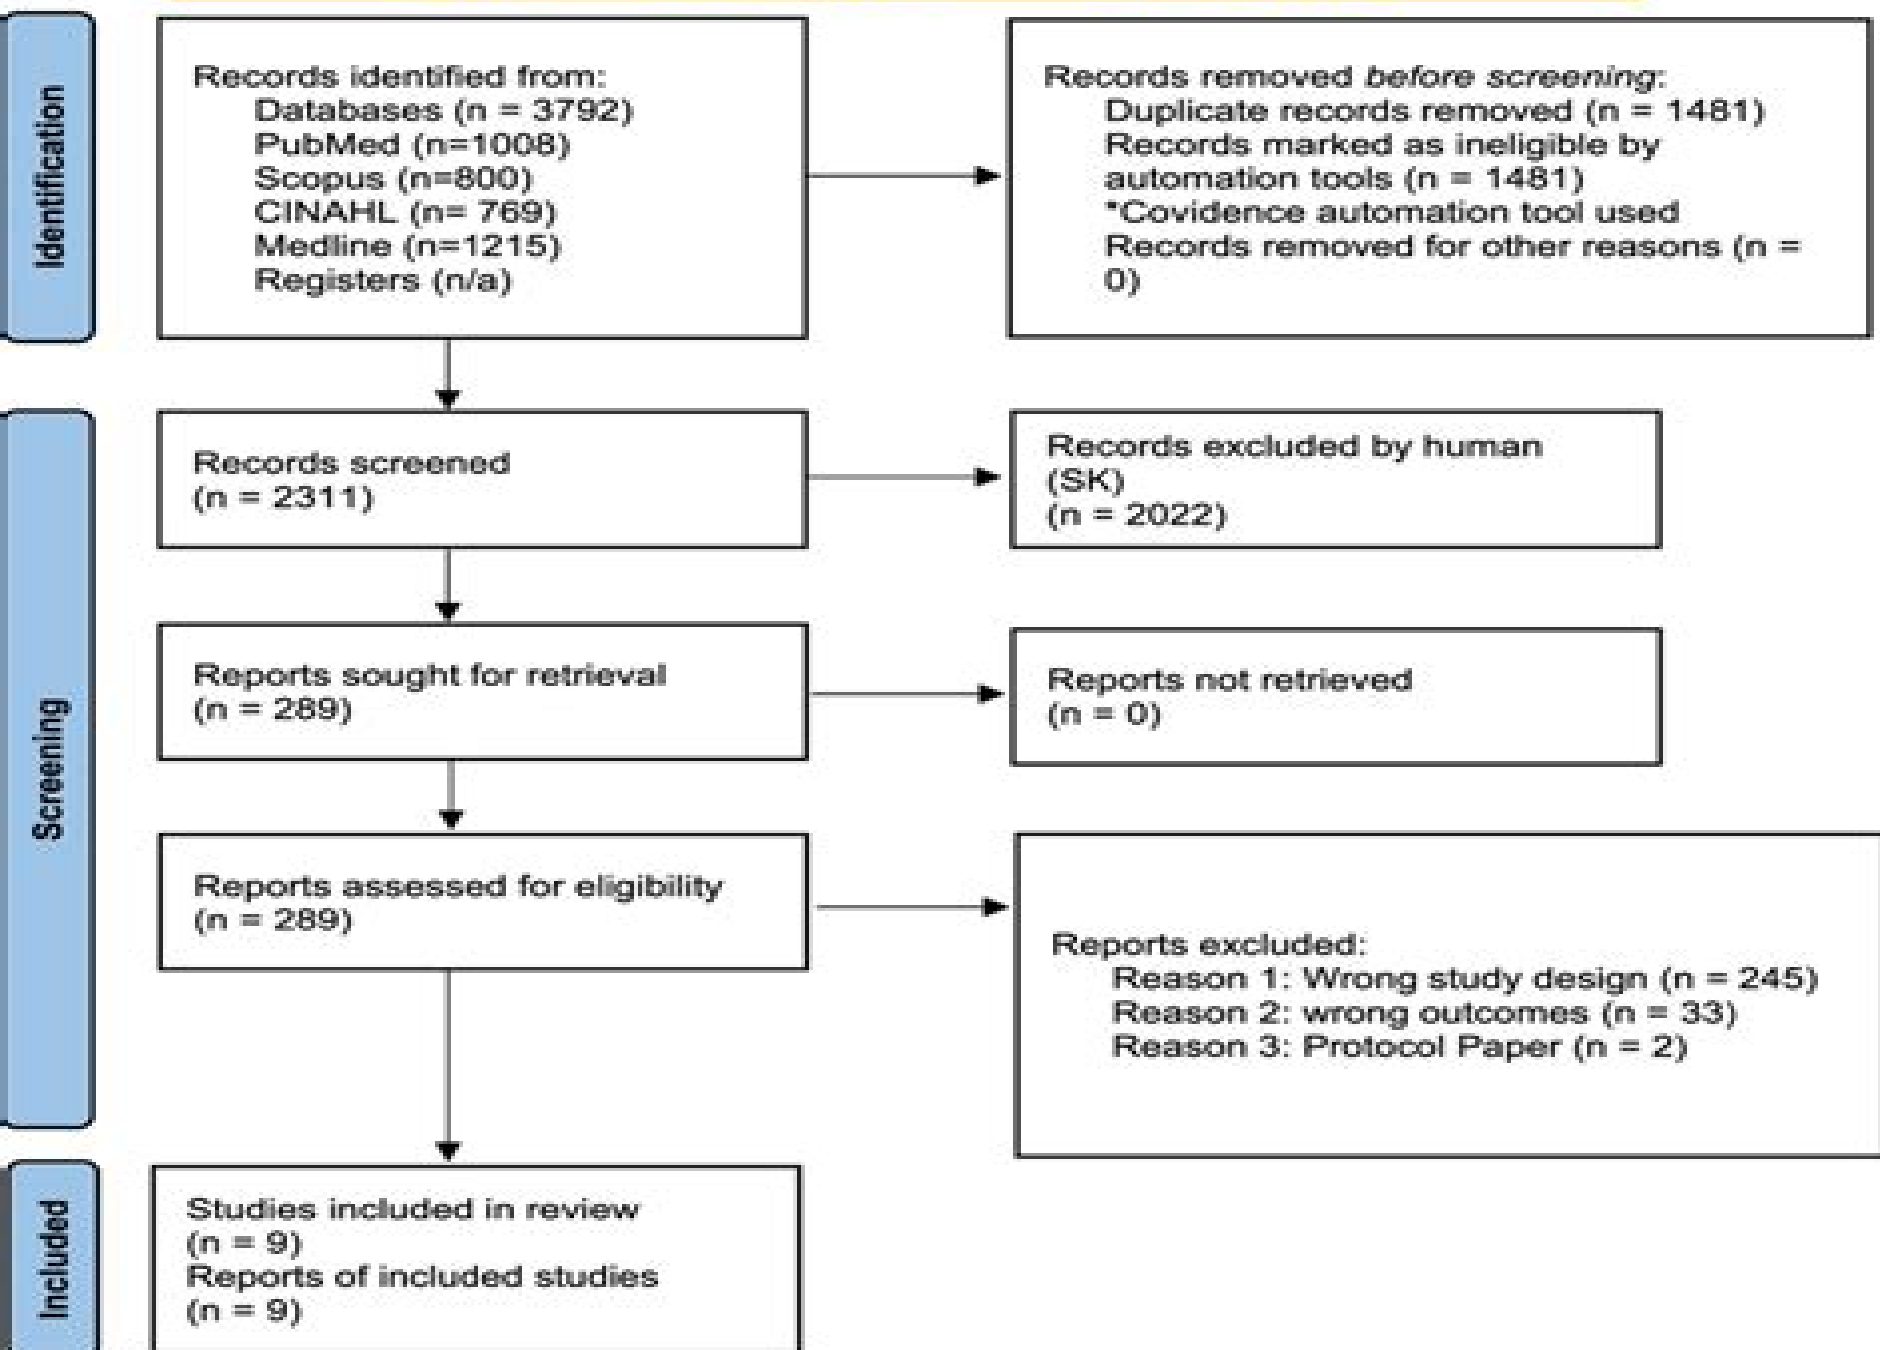 Identification
Records identified from:
Databases (n = 3792)
PubMed (n=1008)
Scopus (n=800)
CINAHL (n= 769)
Medline (n=1215)
Registers (n/a)
Records removed before screening:
Duplicate records removed (n = 1481)
Records marked as ineligible by
automation tools (n = 1481)
*Covidence automation tool used
Records removed for other reasons (n =
0)
Screening
Records screened
(n = 2311)
Records excluded by human
(SK)
(n = 2022)
Reports sought for retrieval
(n = 289)
Reports not retrieved
(n = 0)
Reports assessed for eligibility
(n = 289)
Reports excluded:
Reason 1: Wrong study design (n = 245)
Reason 2: wrong outcomes (n = 33)
Reason 3: Protocol Paper (n = 2)
Included
Studies included in review
(n = 9)
Reports of included studies
(n = 9)